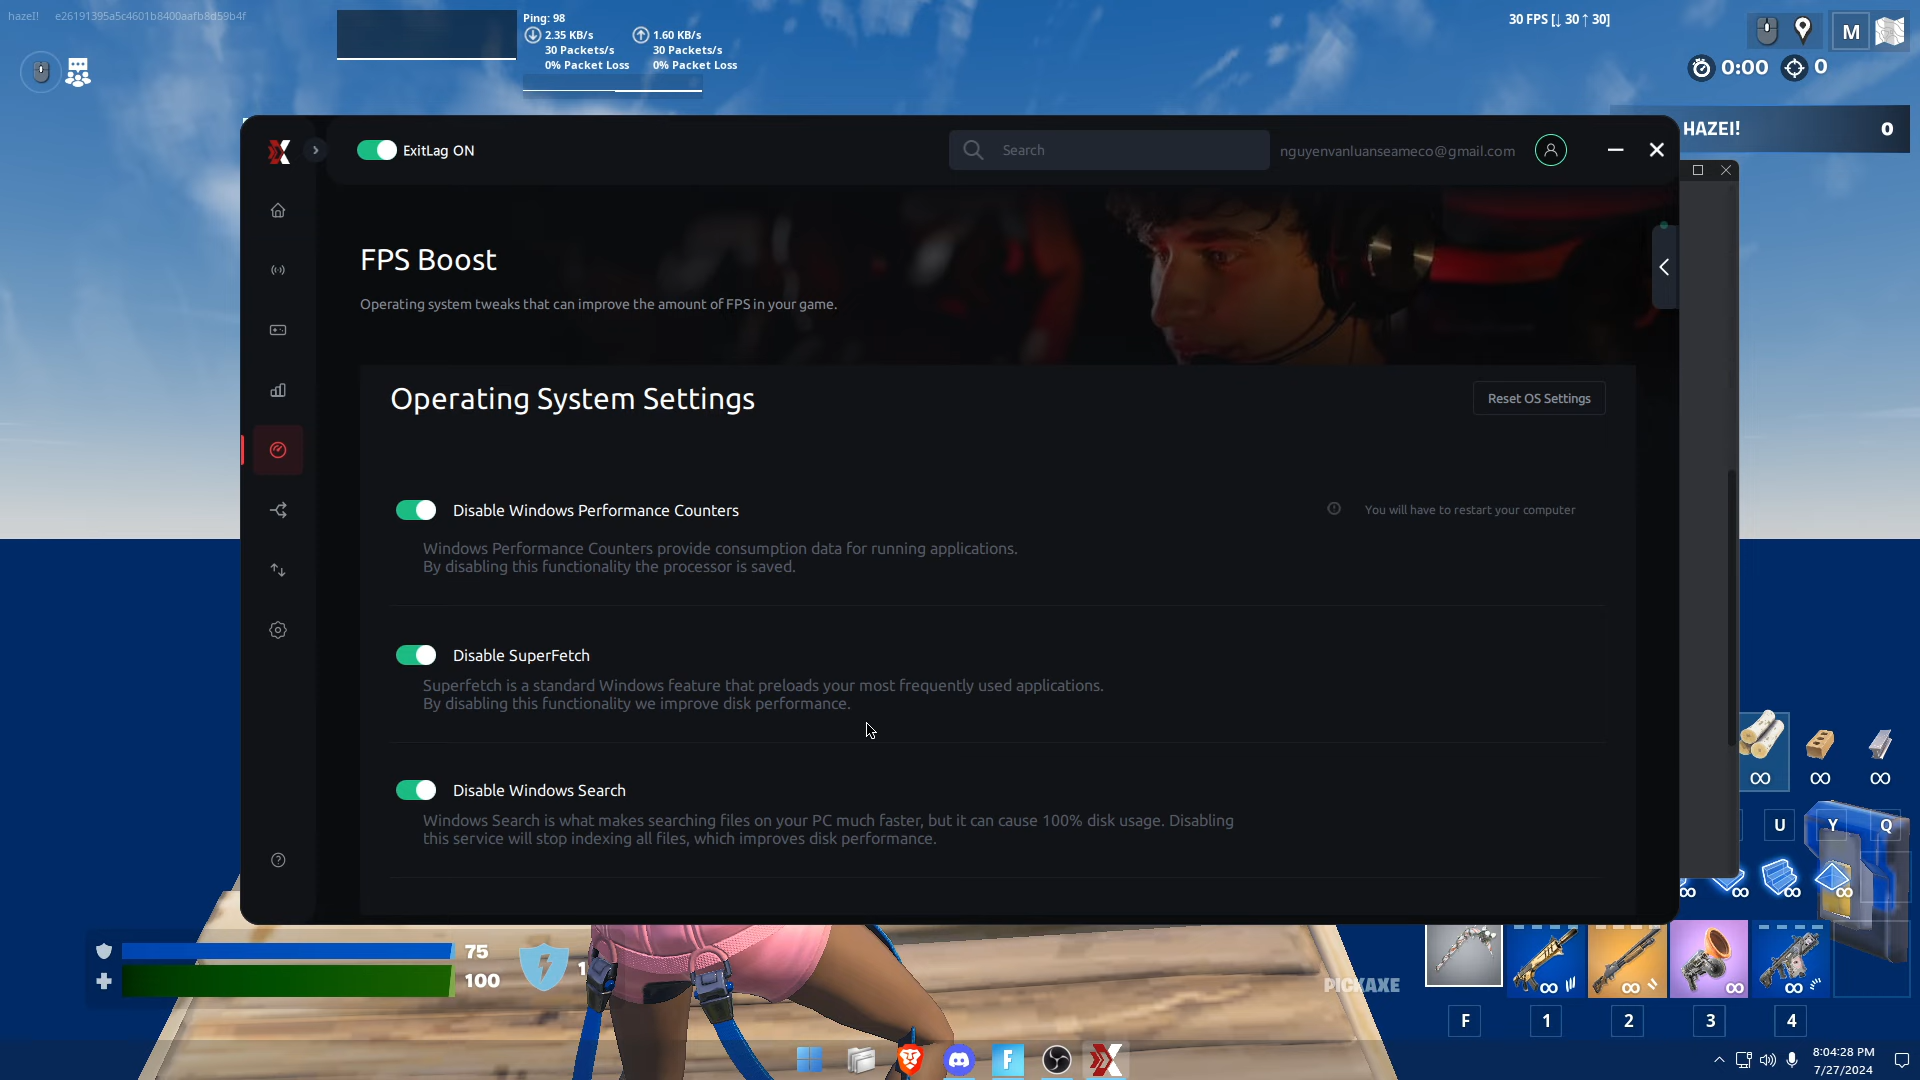 hazeI! e26191395a5c4601b8400aafb8d59b4f
Ping: 98
2.35 KB/s 1.60 KB/s
30 Packets/s 30 Packets/s
0% Packet Loss 0% Packet Loss
30 FPS [↓ 30 ↑ 30]
M
0:00 0
HAZEI! 0
ExitLag ON
Search
nguyenvanluanseameco@gmail.com
FPS Boost
Operating system tweaks that can improve the amount of FPS in your game.
Operating System Settings
Reset OS Settings
Disable Windows Performance Counters
You will have to restart your computer
Windows Performance Counters provide consumption data for running applications.
By disabling this functionality the processor is saved.
Disable SuperFetch
Superfetch is a standard Windows feature that preloads your most frequently used applications.
By disabling this functionality we improve disk performance.
Disable Windows Search
Windows Search is what makes searching files on your PC much faster, but it can cause 100% disk usage. Disabling
this service will stop indexing all files, which improves disk performance.
∞ ∞ ∞
U Y Q
∞ ∞ ∞ ∞
75
100
1
PICKAXE
∞ ∞ ∞ ∞
F 1 2 3 4
8:04:28 PM
7/27/2024